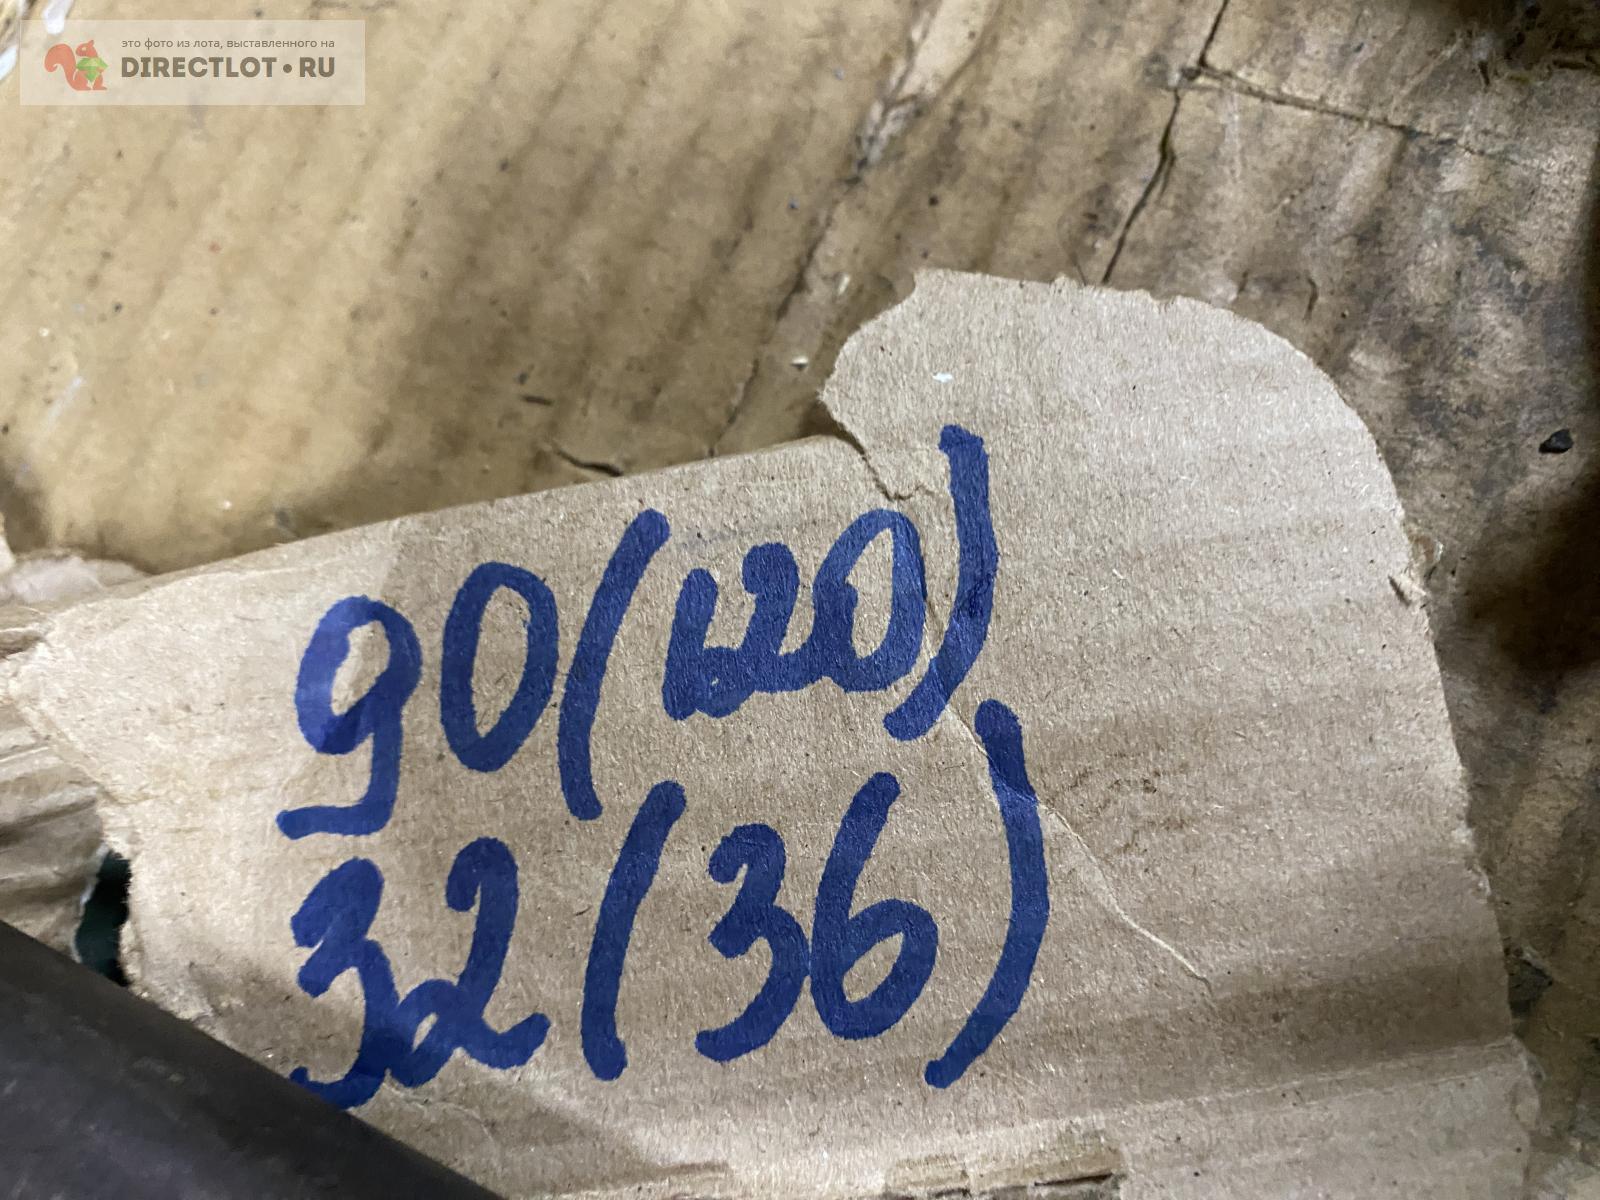 это фото из лота, выставленного на
DIRECTLOT•RU
90(120)
32(36)